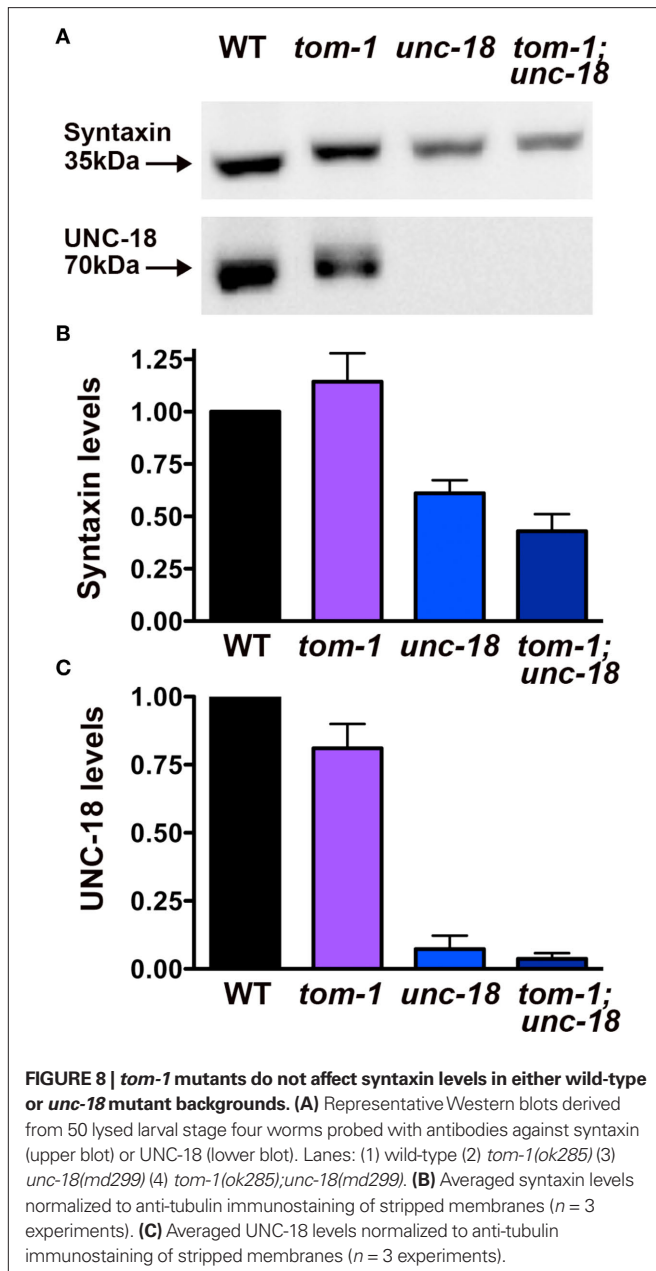 A
WT tom-1 unc-18 tom-1;
unc-18
Syntaxin
35kDa
UNC-18
70kDa
B
Syntaxin levels
1.25
1.00
0.75
0.50
0.25
0.00
WT tom-1 unc-18 tom-1;
unc-18
C
UNC-18 levels
1.00
0.75
0.50
0.25
0.00
WT tom-1 unc-18 tom-1;
unc-18
FIGURE 8 | tom-1 mutants do not affect syntaxin levels in either wild-type
or unc-18 mutant backgrounds. (A) Representative Western blots derived
from 50 lysed larval stage four worms probed with antibodies against syntaxin
(upper blot) or UNC-18 (lower blot). Lanes: (1) wild-type (2) tom-1(ok285) (3)
unc-18(md299) (4) tom-1(ok285);unc-18(md299). (B) Averaged syntaxin levels
normalized to anti-tubulin immunostaining of stripped membranes (n = 3
experiments). (C) Averaged UNC-18 levels normalized to anti-tubulin
immunostaining of stripped membranes (n = 3 experiments).